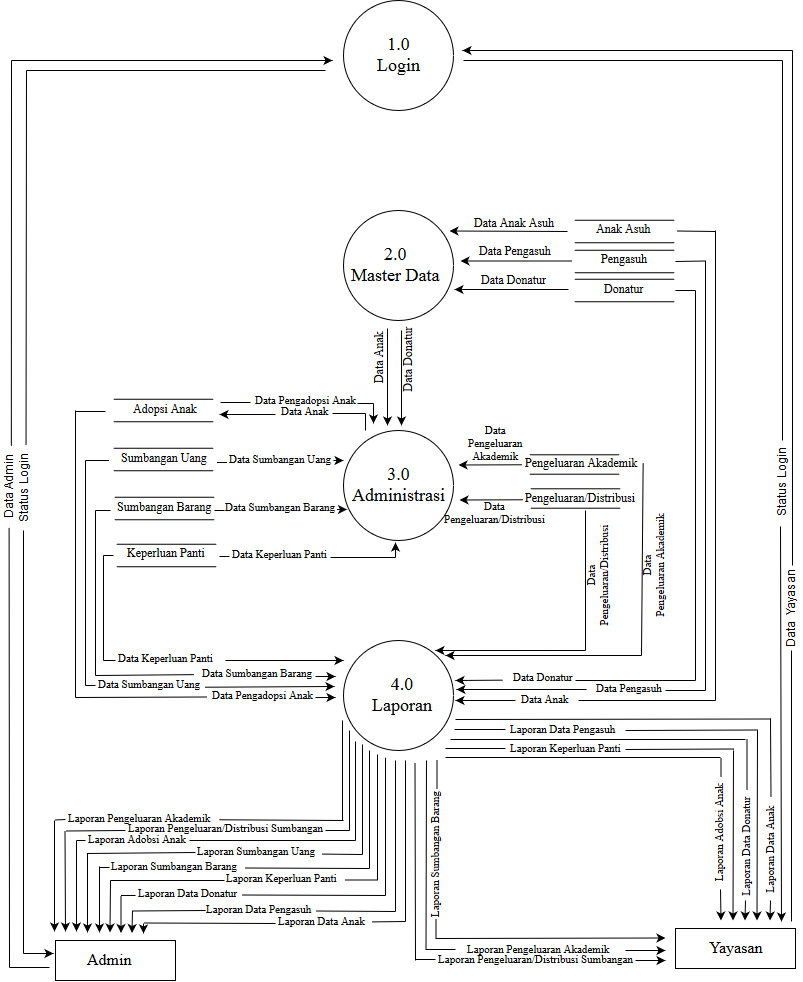 1.0
Login
Data Anak Asuh
Anak Asuh
Data Pengasuh
Pengasuh
2.0
Master Data
Data Donatur
Donatur
Data Anak
Data Donatur
Adopsi Anak
Data Pengadopsi Anak
Data Anak
Sumbangan Uang
Data Sumbangan Uang
Sumbangan Barang
Data Sumbangan Barang
Keperluan Panti
Data Keperluan Panti
3.0
Administrasi
Data
Pengeluaran
Akademik
Pengeluaran Akademik
Pengeluaran/Distribusi
Data
Pengeluaran/Distribusi
Data
Pengeluaran/Distribusi
Data
Pengeluaran Akademik
Data Admin
Status Login
Status Login
Data Yayasan
Data Keperluan Panti
Data Sumbangan Barang
Data Sumbangan Uang
Data Pengadopsi Anak
4.0
Laporan
Data Donatur
Data Pengasuh
Data Anak
Laporan Data Pengasuh
Laporan Keperluan Panti
Laporan Sumbangan Barang
Laporan Adobsi Anak
Laporan Data Donatur
Laporan Data Anak
Laporan Pengeluaran Akademik
Laporan Pengeluaran/Distribusi Sumbangan
Laporan Adobsi Anak
Laporan Sumbangan Uang
Laporan Sumbangan Barang
Laporan Keperluan Panti
Laporan Data Donatur
Laporan Data Pengasuh
Laporan Data Anak
Admin
Laporan Pengeluaran Akademik
Laporan Pengeluaran/Distribusi Sumbangan
Yayasan